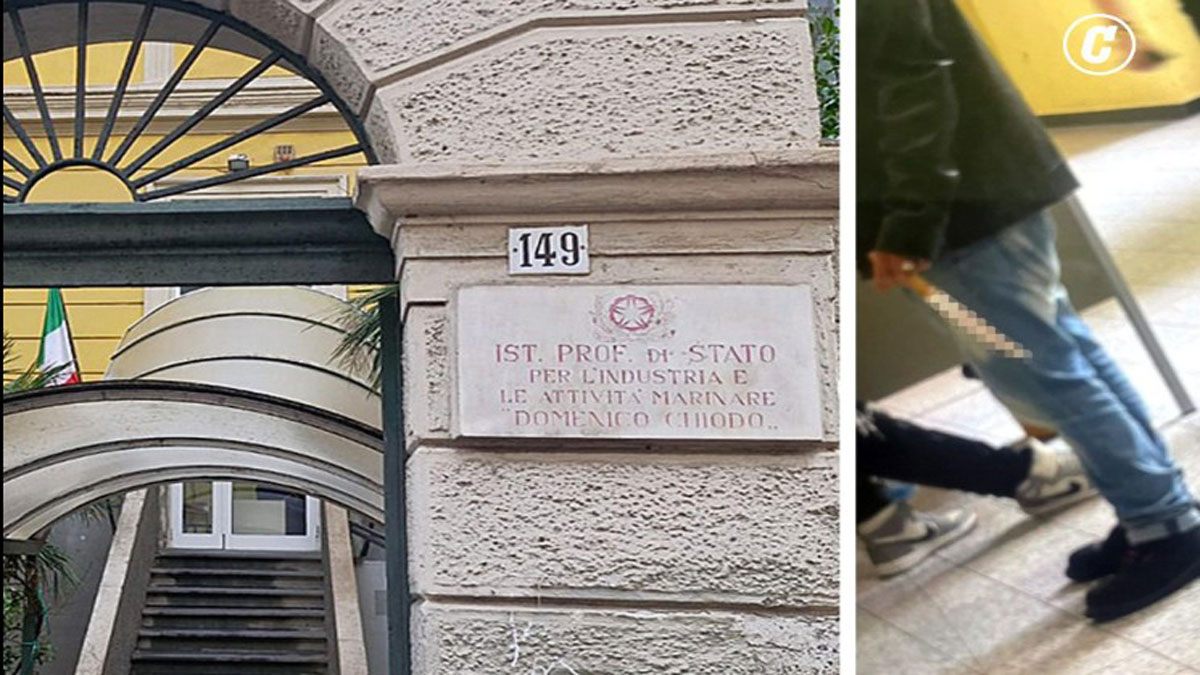 149
IST. PROF. di STATO
PER L'INDUSTRIA E
LE ATTIVITÀ MARINARE
"DOMENICO CHIODO„
C